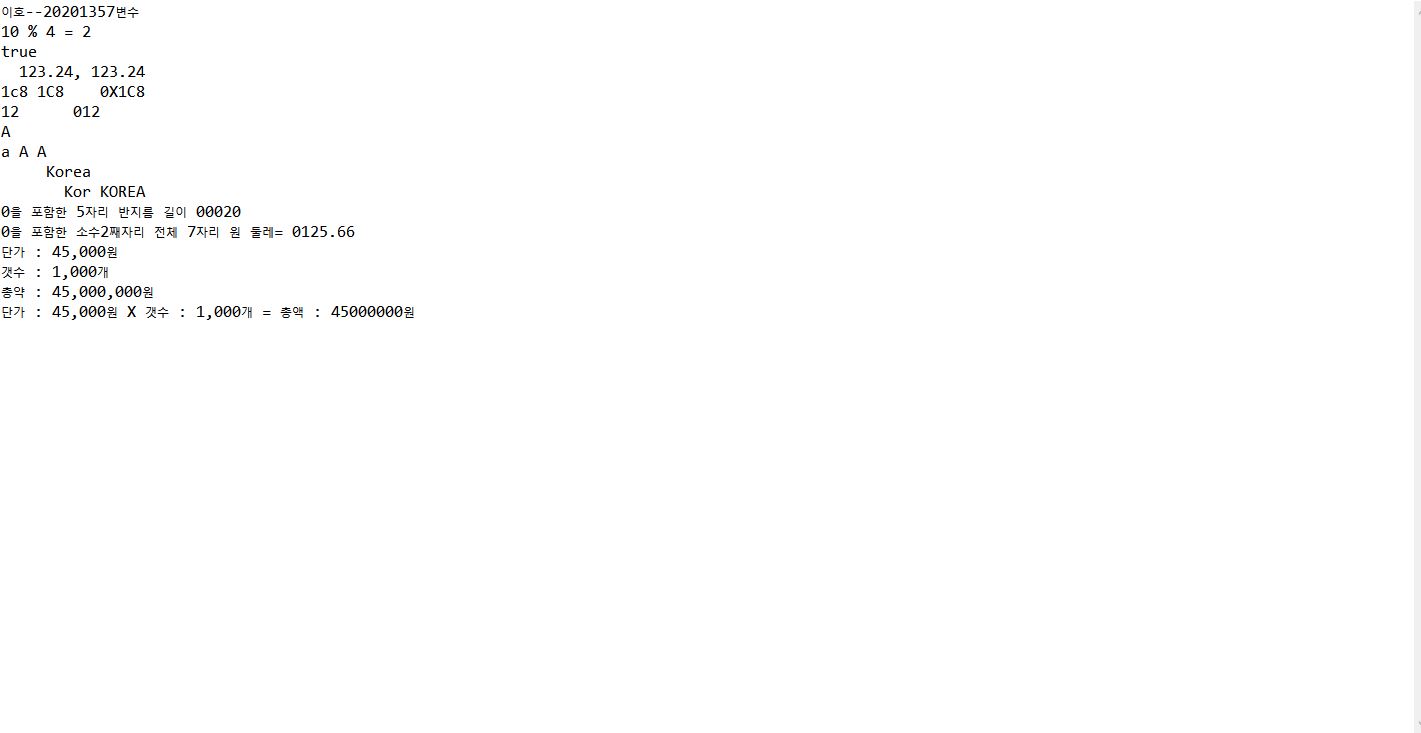 이호--20201357변수
10 % 4 = 2
true
  123.24, 123.24
1c8 1C8    0X1C8
12      012
A
a A A
     Korea
       Kor KOREA
0을 포함한 5자리 반지름 길이 00020
0을 포함한 소수2째자리 전체 7자리 원 둘레= 0125.66
단가 : 45,000원
갯수 : 1,000개
총약 : 45,000,000원
단가 : 45,000원 X 갯수 : 1,000개 = 총액 : 45000000원